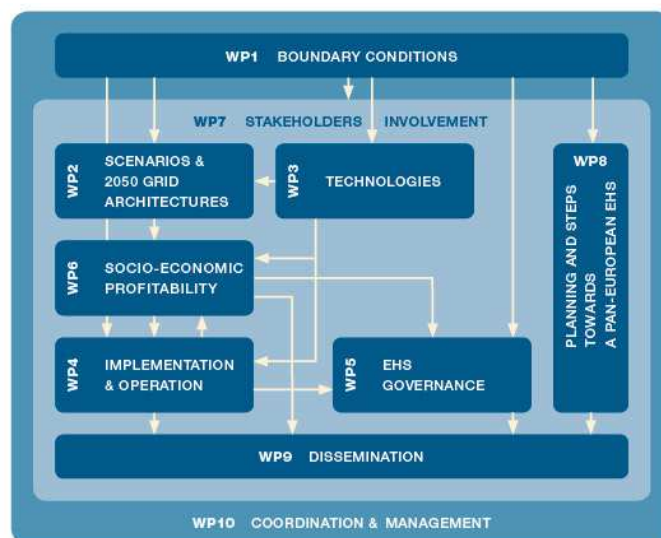 WP1 BOUNDARY CONDITIONS
WP7 STAKEHOLDERS INVOLVEMENT
WP2
SCENARIOS &
2050 GRID
ARCHITECTURES
WP3
TECHNOLOGIES
WP8
PLANNING AND STEPS
TOWARDS
A PAN-EUROPEAN EHS
WP6
SOCIO-ECONOMIC
PROFITABILITY
WP4
IMPLEMENTATION
& OPERATION
WP5
EHS
GOVERNANCE
WP9 DISSEMINATION
WP10 COORDINATION & MANAGEMENT